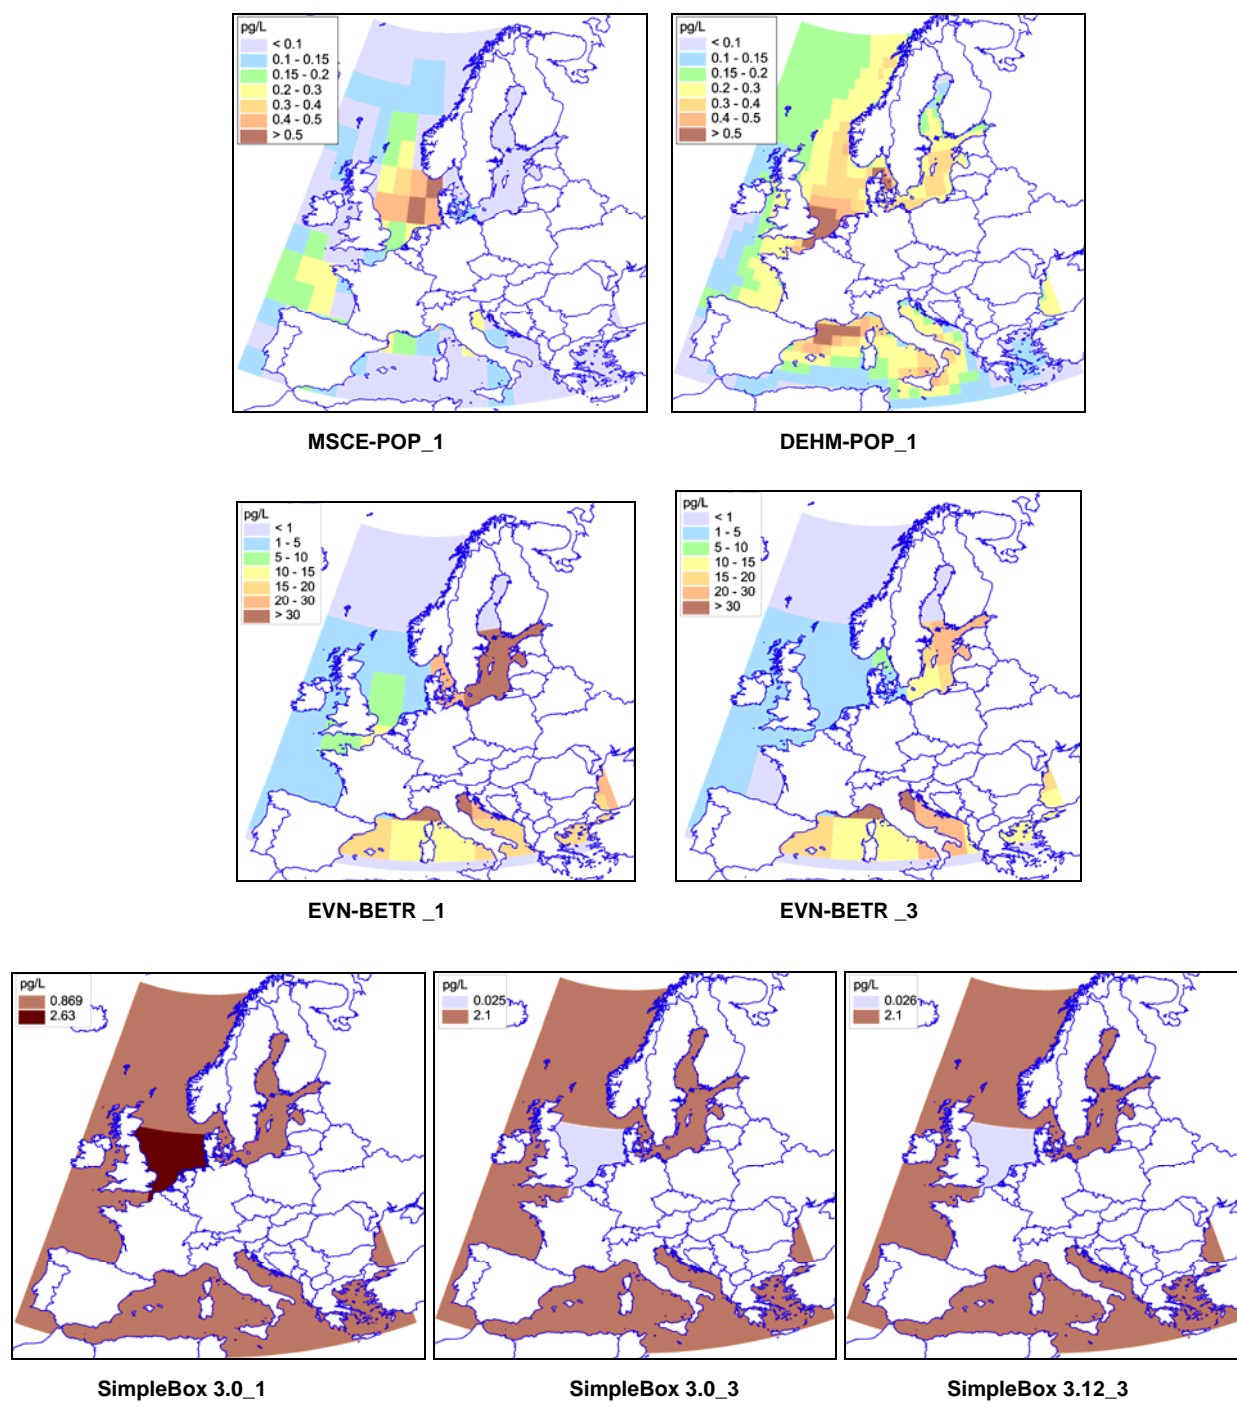 pg/L
< 0.1
0.1 - 0.15
0.15 - 0.2
0.2 - 0.3
0.3 - 0.4
0.4 - 0.5
> 0.5
MSCE-POP_1
pg/L
< 0.1
0.1 - 0.15
0.15 - 0.2
0.2 - 0.3
0.3 - 0.4
0.4 - 0.5
> 0.5
DEHM-POP_1
pg/L
< 1
1 - 5
5 - 10
10 - 15
15 - 20
20 - 30
> 30
EVN-BETR _1
pg/L
< 1
1 - 5
5 - 10
10 - 15
15 - 20
20 - 30
> 30
EVN-BETR _3
pg/L
0.869
2.63
SimpleBox 3.0_1
pg/L
0.025
2.1
SimpleBox 3.0_3
pg/L
0.026
2.1
SimpleBox 3.12_3